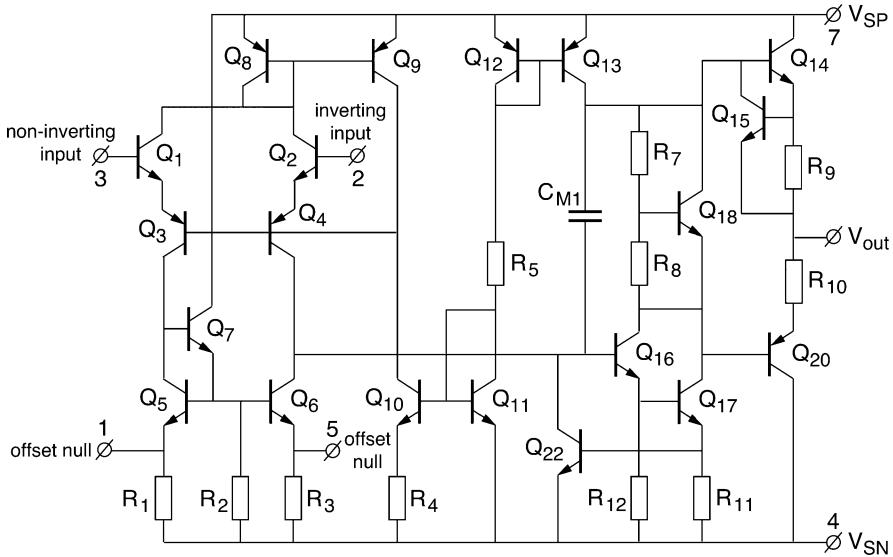 V_SP
7
Q8
Q9
Q12
Q13
Q14
non-inverting
input
3
Q1
Q2
inverting
input
2
Q15
R7
R9
C_M1
Q3
Q4
Q18
V_out
R5
R8
R10
Q7
Q16
Q20
Q5
Q6
Q10
Q11
Q17
1
offset null
5
offset
null
Q22
R1
R2
R3
R4
R12
R11
4
V_SN